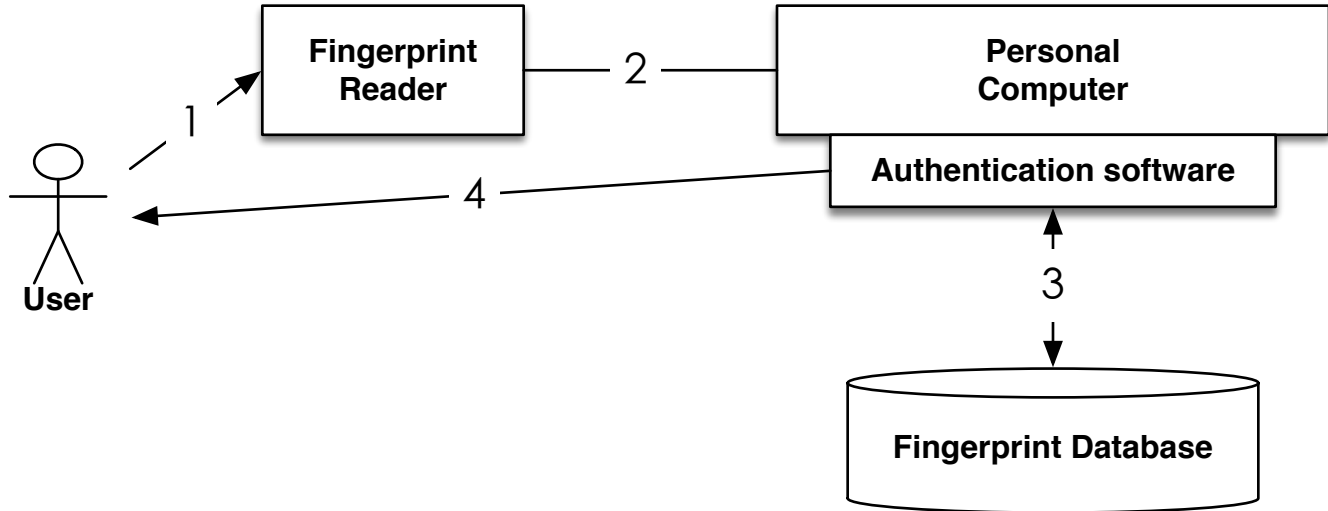 Fingerprint
Reader
2
Personal
Computer
1
Authentication software
4
User
3
Fingerprint Database